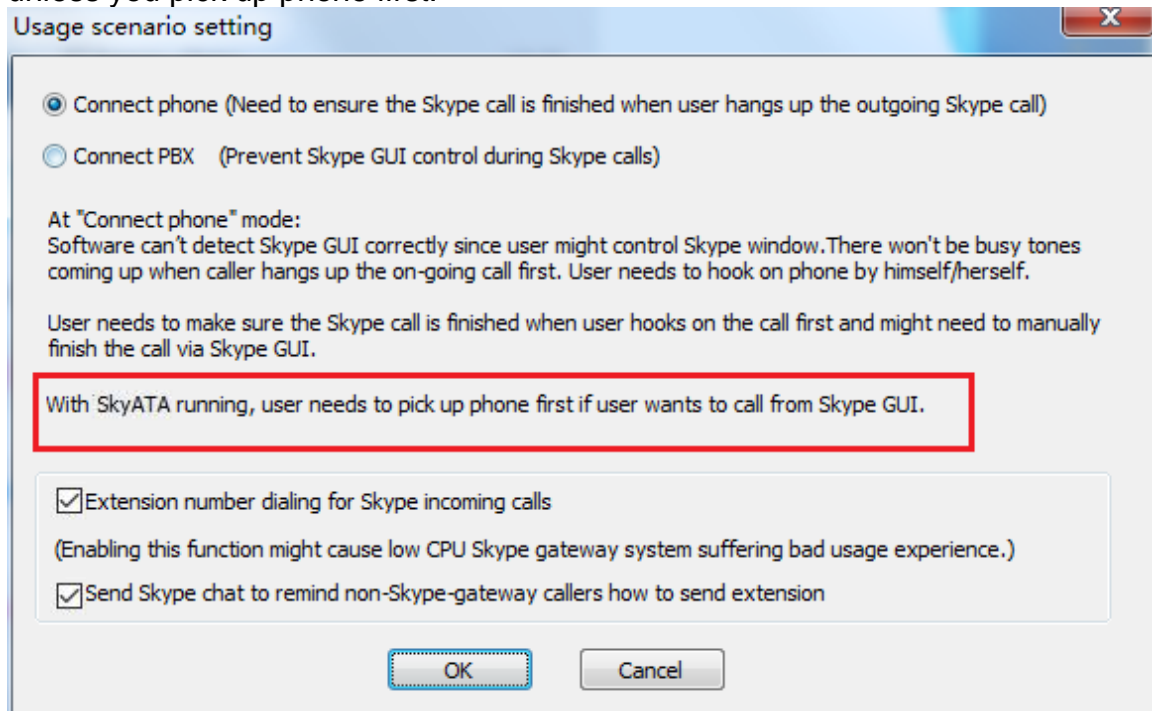 unless you pick up phone first.
Usage scenario setting
Connect phone (Need to ensure the Skype call is finished when user hangs up the outgoing Skype call)
Connect PBX (Prevent Skype GUI control during Skype calls)
At "Connect phone" mode:
Software can't detect Skype GUI correctly since user might control Skype window.There won't be busy tones
coming up when caller hangs up the on-going call first. User needs to hook on phone by himself/herself.
User needs to make sure the Skype call is finished when user hooks on the call first and might need to manually
finish the call via Skype GUI.
With SkyATA running, user needs to pick up phone first if user wants to call from Skype GUI.
Extension number dialing for Skype incoming calls
(Enabling this function might cause low CPU Skype gateway system suffering bad usage experience.)
Send Skype chat to remind non-Skype-gateway callers how to send extension
OK Cancel